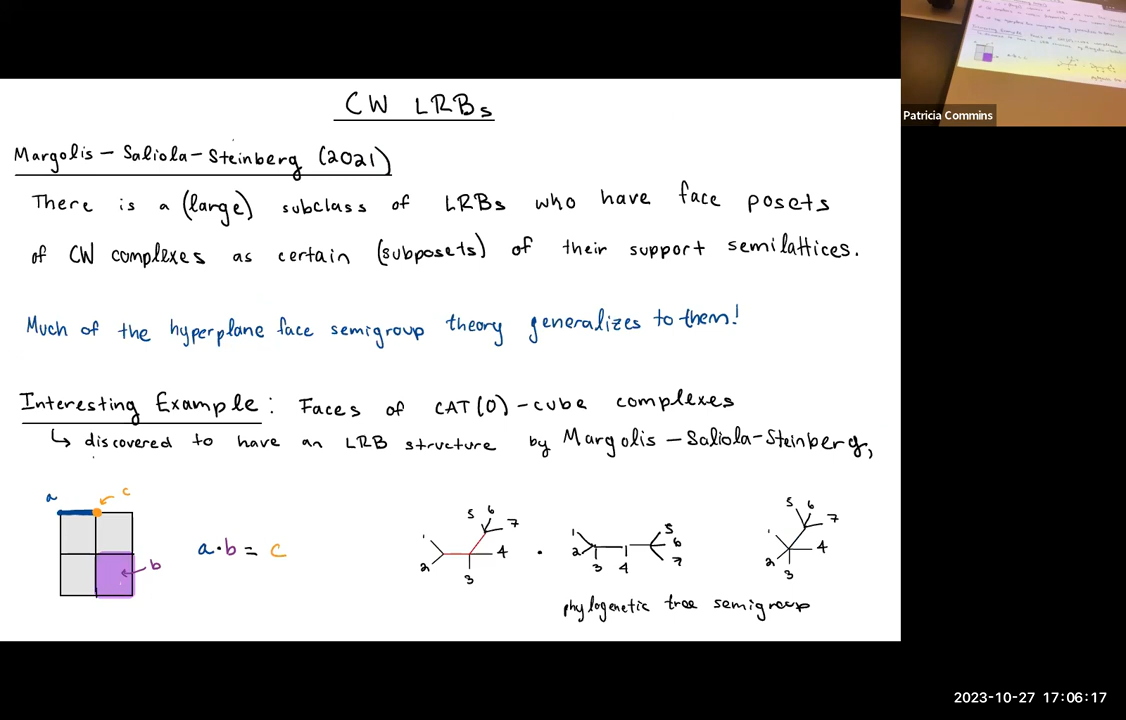 CW LRBs
Margolis – Saliola – Steinberg (2021)
There is a (large) subclass of LRBs who have face posets
of CW complexes as certain (subposets) of their support semilattices.
Much of the hyperplane face semigroup theory generalizes to them!
Interesting Example: Faces of CAT(0)-cube complexes
↳ discovered to have an LRB structure by Margolis – Saliola – Steinberg,
a c
b
a · b = c
1 2 3 4 5 6 7
·
1 2 3 4 5 6 7
1 2 3 4 5 6 7
phylogenetic tree semigroup
Patricia Commins
2023-10-27 17:06:17